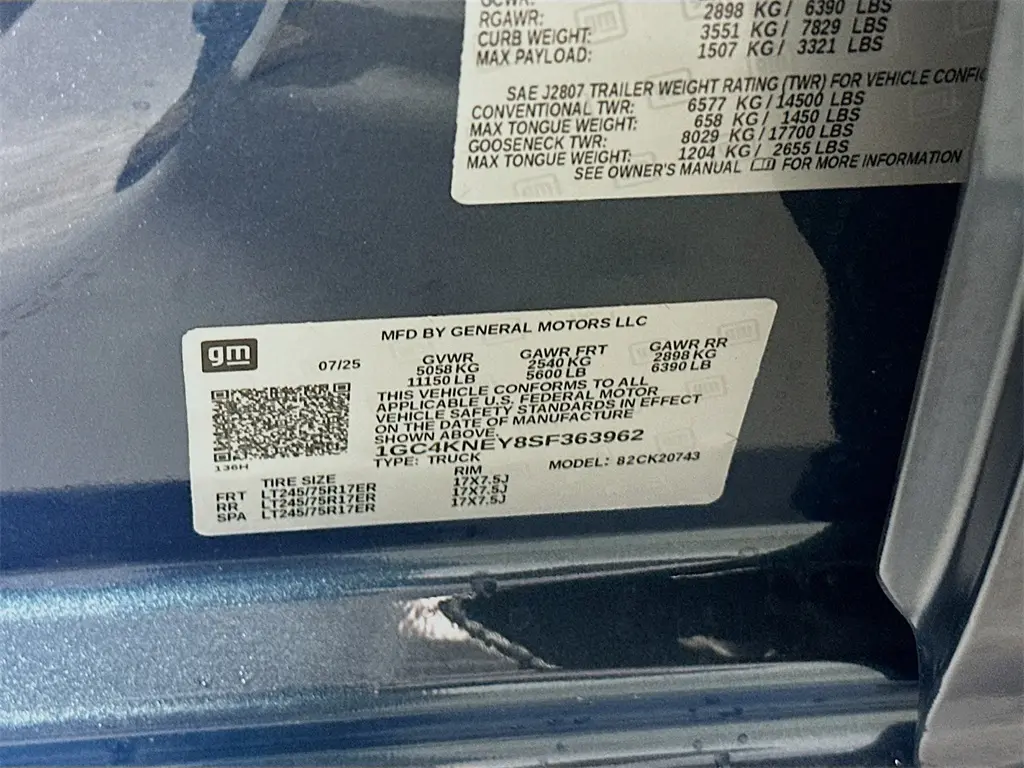 GCWR:
RGAWR: 2898 KG/ 6390 LBS
CURB WEIGHT: 3551 KG/ 7829 LBS
MAX PAYLOAD: 1507 KG/ 3321 LBS
SAE J2807 TRAILER WEIGHT RATING (TWR) FOR VEHICLE
CONVENTIONAL TWR: 6577 KG/14500 LBS
MAX TONGUE WEIGHT: 658 KG/ 1450 LBS
GOOSENECK TWR: 8029 KG/17700 LBS
MAX TONGUE WEIGHT: 1204 KG/ 2655 LBS
SEE OWNER'S MANUAL FOR MORE INFORMATION
gm
MFD BY GENERAL MOTORS LLC
07/25 GVWR GAWR FRT GAWR RR
5058 KG 2540 KG 2898 KG
11150 LB 5600 LB 6390 LB
THIS VEHICLE CONFORMS TO ALL
APPLICABLE U.S. FEDERAL MOTOR
VEHICLE SAFETY STANDARDS IN EFFECT
ON THE DATE OF MANUFACTURE
SHOWN ABOVE.
1GC4KNEY8SF363962
136H TYPE: TRUCK MODEL: 82CK20743
TIRE SIZE RIM
FRT LT245/75R17ER 17X7.5J
RR LT245/75R17ER 17X7.5J
SPA LT245/75R17ER 17X7.5J